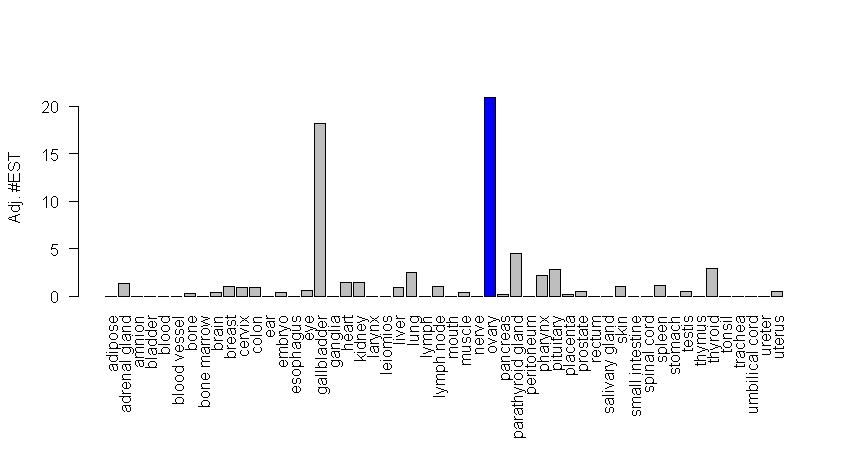 Adj. #EST
20
15
10
5
0
adipose
adrenal gland
amnion
bladder
blood
blood vessel
bone
bone marrow
brain
breast
cervix
colon
ear
embryo
esophagus
eye
gallbladder
ganglia
heart
kidney
larynx
leiomios
liver
lung
lymph
lymph node
mouth
muscle
nerve
ovary
pancreas
parathyroid gland
peritoneum
pharynx
pituitary
placenta
prostate
rectum
salivary gland
skin
small intestine
spinal cord
spleen
stomach
testis
thymus
thyroid
tonsil
trachea
umbilical cord
ureter
uterus